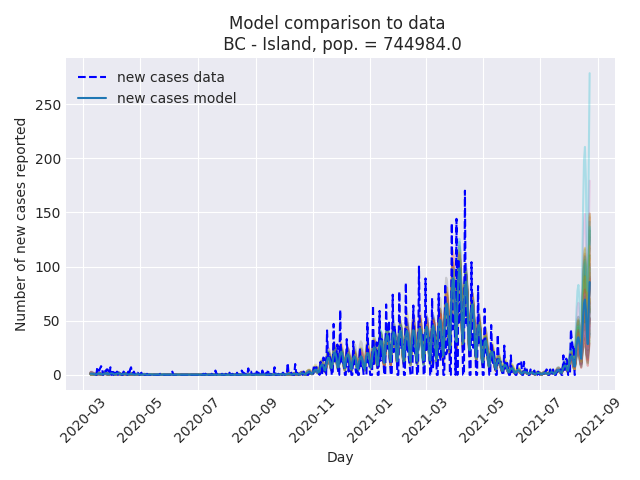 Model comparison to data
BC - Island, pop. = 744984.0
new cases data
new cases model
Number of new cases reported
250
200
150
100
50
0
2020-03
2020-05
2020-07
2020-09
2020-11
2021-01
2021-03
2021-05
2021-07
2021-09
Day